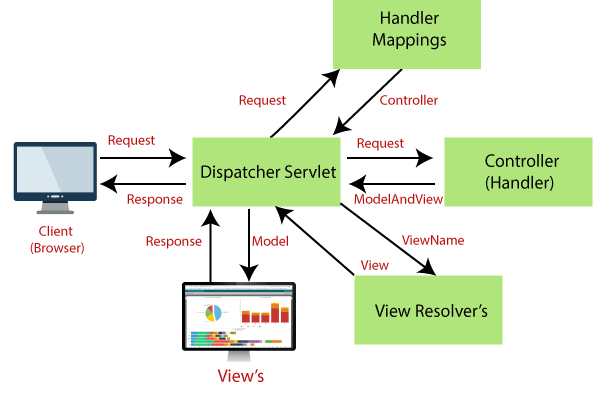 Handler
Mappings
Request
Controller
Request
Dispatcher Servlet
Request
Controller
(Handler)
Response
ModelAndView
Client
(Browser)
Response
Model
ViewName
View
View Resolver's
View's